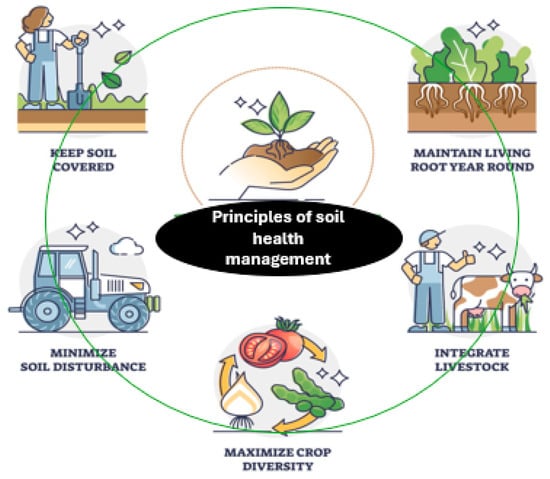 KEEP SOIL
COVERED
MAINTAIN LIVING
ROOT YEAR ROUND
Principles of soil
health
management
MINIMIZE
SOIL DISTURBANCE
INTEGRATE
LIVESTOCK
MAXIMIZE CROP
DIVERSITY